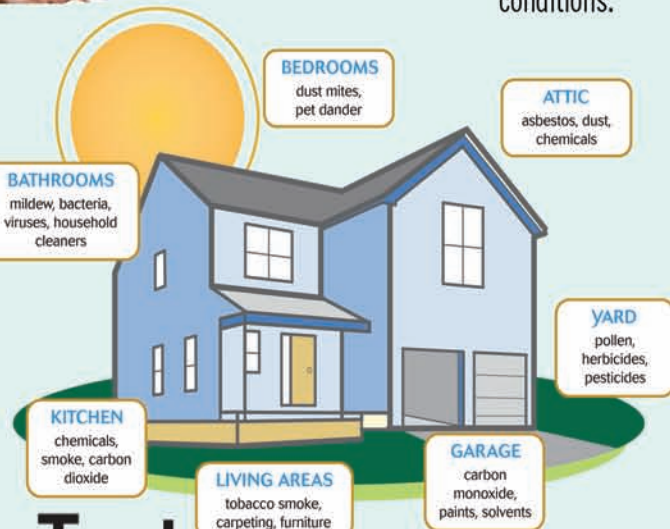 conditions.
BEDROOMS
dust mites,
pet dander
ATTIC
asbestos, dust,
chemicals
BATHROOMS
mildew, bacteria,
viruses, household
cleaners
YARD
pollen,
herbicides,
pesticides
KITCHEN
chemicals,
smoke, carbon
dioxide
LIVING AREAS
tobacco smoke,
carpeting, furniture
GARAGE
carbon
monoxide,
paints, solvents